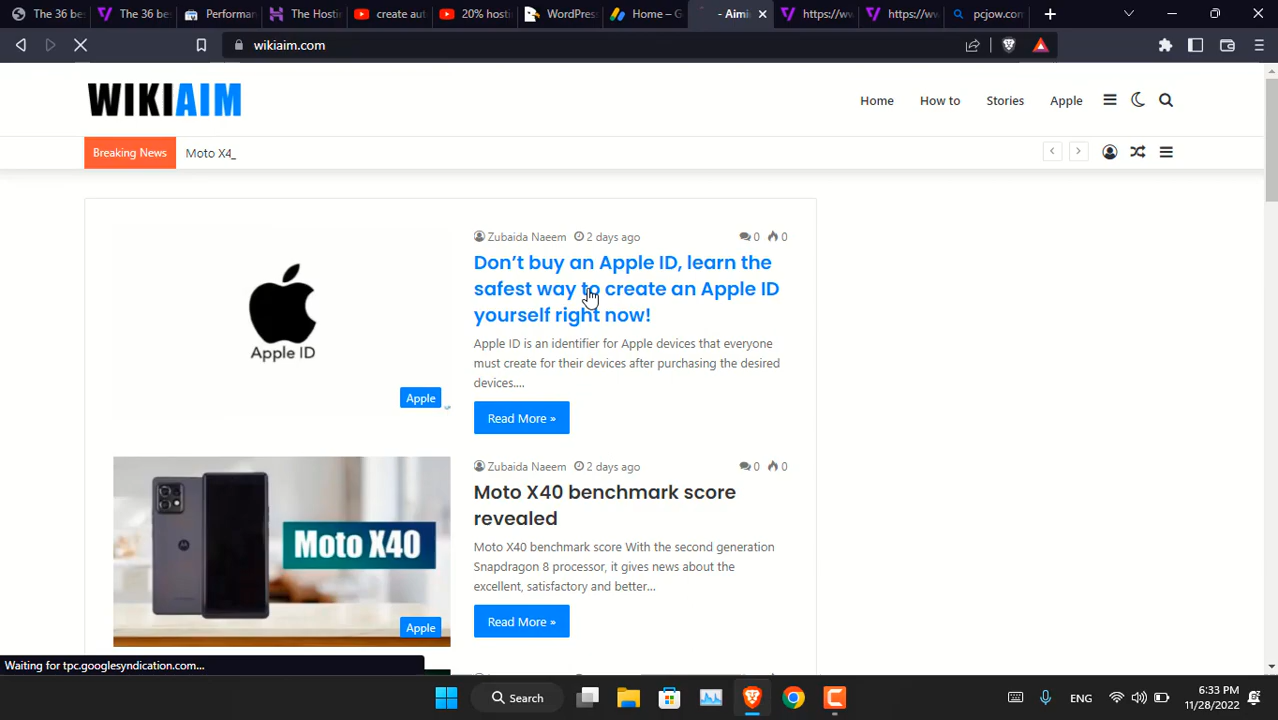 The 36 bes
The 36 b
Performan
The Hostin
create aut
20% hosti
WordPress
Home – G
- Aimi
https://ww
https://ww
pcjow.com
wikiaim.com
WIKIAIM
Home
How to
Stories
Apple
Breaking News
Moto X4_
Zubaida Naeem
2 days ago
0
0
Don't buy an Apple ID, learn the
safest way to create an Apple ID
yourself right now!
Apple ID is an identifier for Apple devices that everyone
must create for their devices after purchasing the desired
devices....
Read More »
Apple ID
Apple
Zubaida Naeem
2 days ago
0
0
Moto X40 benchmark score
revealed
Moto X40 benchmark score With the second generation
Snapdragon 8 processor, it gives news about the
excellent, satisfactory and better...
Read More »
Moto X40
Apple
Waiting for tpc.googlesyndication.com...
Search
ENG
6:33 PM
11/28/2022